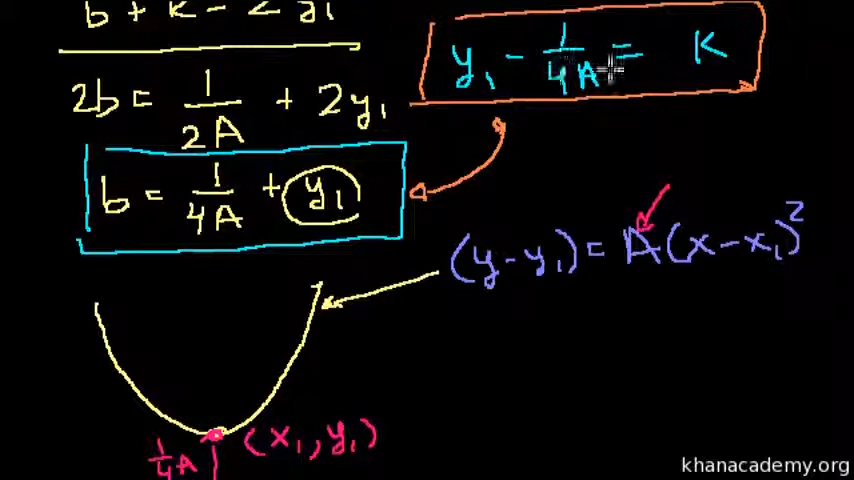 b + k = 2y₁
y₁ - 1/4A = K
2b = 1/2A + 2y₁
b = 1/4A + y₁
(y - y₁) = A(x - x₁)²
(x₁, y₁)
1/4A
khanacademy.org